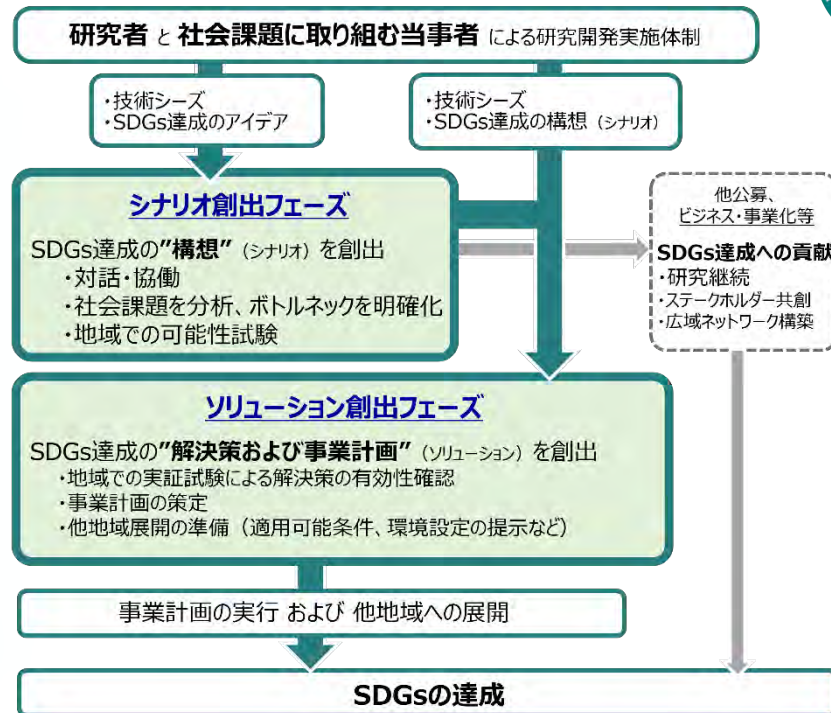 研究者 と 社会課題に取り組む当事者 による研究開発実施体制
・技術シーズ
・SDGs達成のアイデア
・技術シーズ
・SDGs達成の構想（シナリオ）
シナリオ創出フェーズ
SDGs達成の”構想”（シナリオ）を創出
・対話・協働
・社会課題を分析、ボトルネックを明確化
・地域での可能性試験
他公募、
ビジネス・事業化等
SDGs達成への貢献
・研究継続
・ステークホルダー共創
・広域ネットワーク構築
ソリューション創出フェーズ
SDGs達成の”解決策および事業計画”（ソリューション）を創出
・地域での実証試験による解決策の有効性確認
・事業計画の策定
・他地域展開の準備（適用可能条件、環境設定の提示など）
事業計画の実行 および 他地域への展開
SDGsの達成